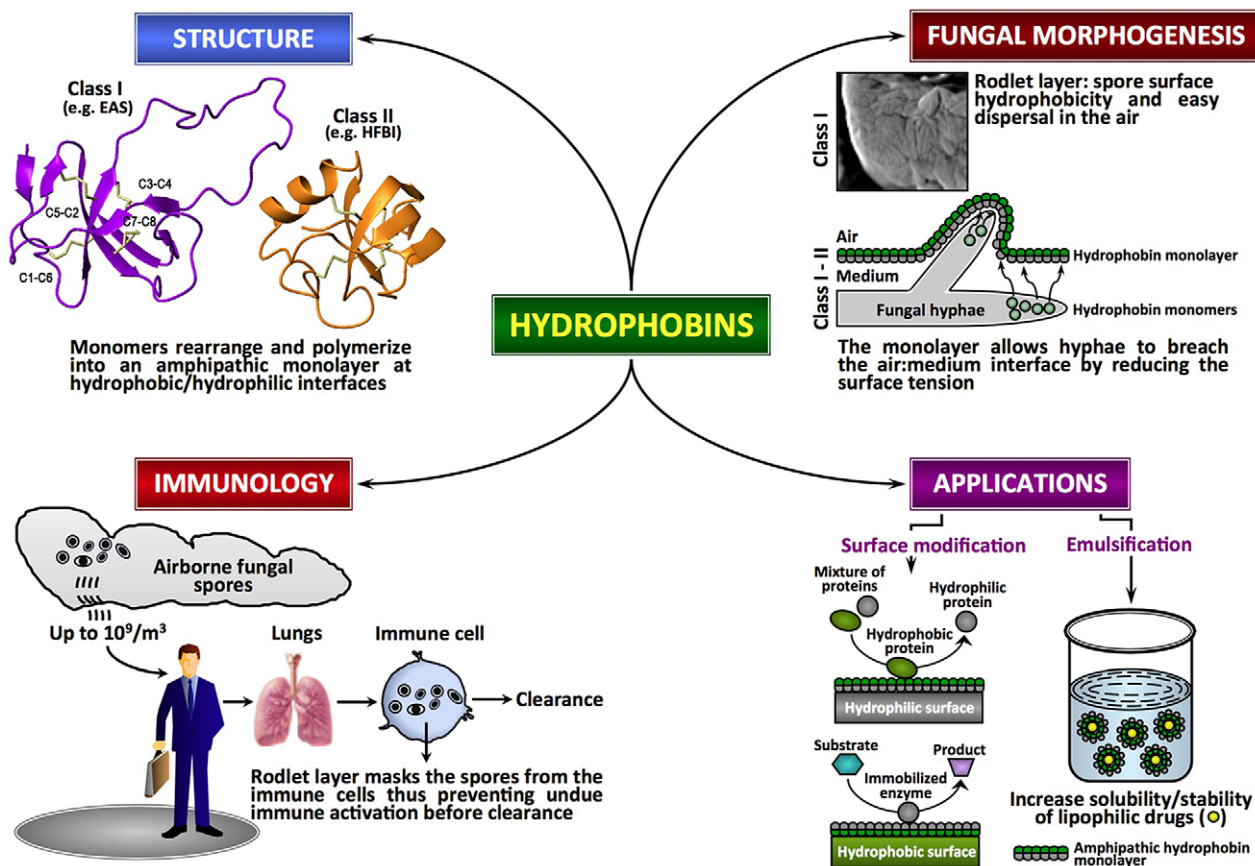 STRUCTURE
Class I
(e.g. EAS)
Class II
(e.g. HFBI)
C3-C4
C5-C2
C7-C8
C1-C6
Monomers rearrange and polymerize
into an amphipathic monolayer at
hydrophobic/hydrophilic interfaces
FUNGAL MORPHOGENESIS
Class I
Rodlet layer: spore surface
hydrophobicity and easy
dispersal in the air
Class I - II
Air
Medium
Fungal hyphae
Hydrophobin monolayer
Hydrophobin monomers
The monolayer allows hyphae to breach
the air:medium interface by reducing the
surface tension
HYDROPHOBINS
IMMUNOLOGY
Airborne fungal
spores
Up to 10⁹/m³
Lungs
Immune cell
Clearance
Rodlet layer masks the spores from the
immune cells thus preventing undue
immune activation before clearance
APPLICATIONS
Surface modification
Mixture of
proteins
Hydrophilic
protein
Hydrophobic
protein
Hydrophilic surface
Substrate
Product
Immobilized
enzyme
Hydrophobic surface
Emulsification
Increase solubility/stability
of lipophilic drugs ( )
Amphipathic hydrophobin
monolayer